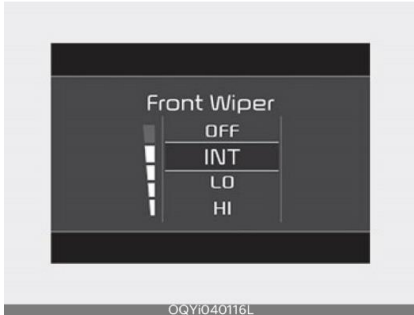 Front Wiper
OFF
INT
LO
HI
OQYi040116L